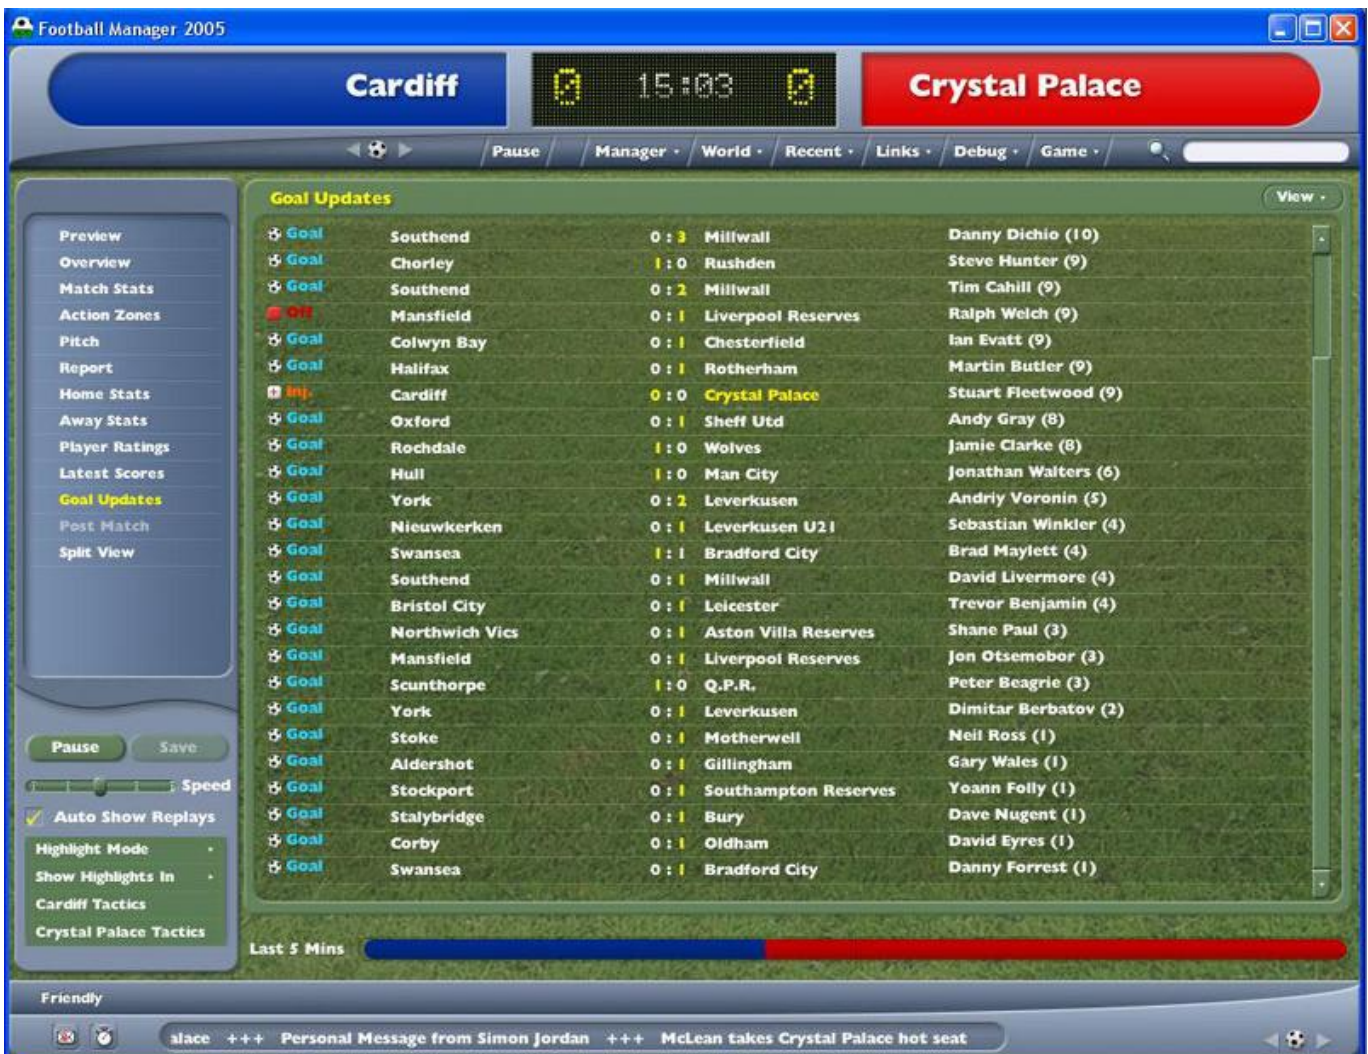 Football Manager 2005
Cardiff 0 15:03 0 Crystal Palace
Pause Manager World Recent Links Debug Game
Goal Updates View
Preview
Overview
Match Stats
Action Zones
Pitch
Report
Home Stats
Away Stats
Player Ratings
Latest Scores
Goal Updates
Post Match
Split View
Goal Southend 0 : 3 Millwall Danny Dichio (10)
Goal Chorley 1 : 0 Rushden Steve Hunter (9)
Goal Southend 0 : 2 Millwall Tim Cahill (9)
Off Mansfield 0 : 1 Liverpool Reserves Ralph Welch (9)
Goal Colwyn Bay 0 : 1 Chesterfield Ian Evatt (9)
Goal Halifax 0 : 1 Rotherham Martin Butler (9)
Inj. Cardiff 0 : 0 Crystal Palace Stuart Fleetwood (9)
Goal Oxford 0 : 1 Sheff Utd Andy Gray (8)
Goal Rochdale 1 : 0 Wolves Jamie Clarke (8)
Goal Hull 1 : 0 Man City Jonathan Walters (6)
Goal York 0 : 2 Leverkusen Andriy Voronin (5)
Goal Nieuwkerken 0 : 1 Leverkusen U21 Sebastian Winkler (4)
Goal Swansea 1 : 1 Bradford City Brad Maylett (4)
Goal Southend 0 : 1 Millwall David Livermore (4)
Goal Bristol City 0 : 1 Leicester Trevor Benjamin (4)
Goal Northwich Vics 0 : 1 Aston Villa Reserves Shane Paul (3)
Goal Mansfield 0 : 1 Liverpool Reserves Jon Otsemobor (3)
Goal Scunthorpe 1 : 0 Q.P.R. Peter Beagrie (3)
Goal York 0 : 1 Leverkusen Dimitar Berbatov (2)
Goal Stoke 0 : 1 Motherwell Neil Ross (1)
Goal Aldershot 0 : 1 Gillingham Gary Wales (1)
Goal Stockport 0 : 1 Southampton Reserves Yoann Folly (1)
Goal Stalybridge 0 : 1 Bury Dave Nugent (1)
Goal Corby 0 : 1 Oldham David Eyres (1)
Goal Swansea 0 : 1 Bradford City Danny Forrest (1)
Pause Save
Speed
Auto Show Replays
Highlight Mode
Show Highlights In
Cardiff Tactics
Crystal Palace Tactics
Last 5 Mins
Friendly
alace +++ Personal Message from Simon Jordan +++ McLean takes Crystal Palace hot seat